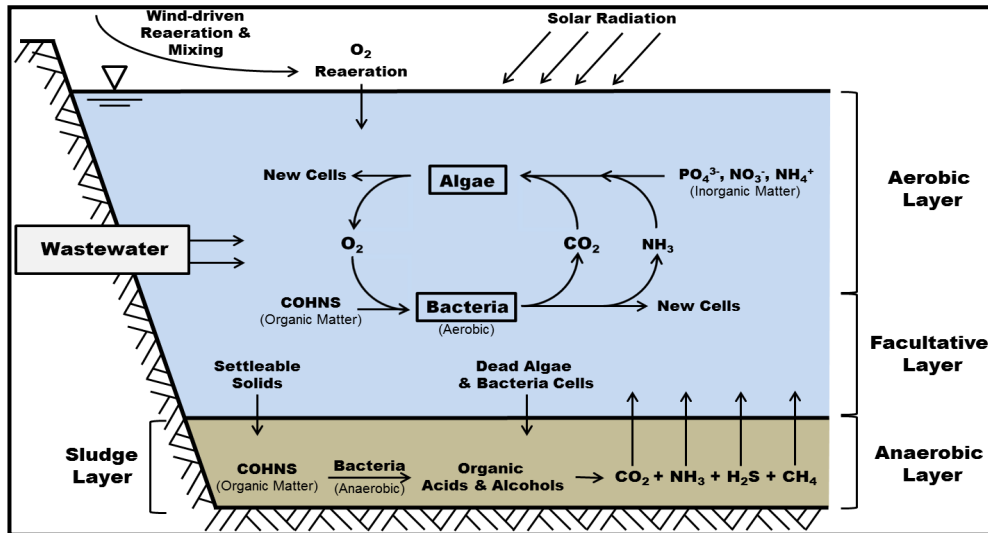 Wind-driven
Reaeration &
Mixing
O₂
Reaeration
Solar Radiation
New Cells
Algae
PO₄³⁻, NO₃⁻, NH₄⁺
(Inorganic Matter)
Aerobic
Layer
Wastewater
O₂
CO₂
NH₃
COHNS
(Organic Matter)
Bacteria
(Aerobic)
New Cells
Facultative
Layer
Settleable
Solids
Dead Algae
& Bacteria Cells
Sludge
Layer
COHNS
(Organic Matter)
Bacteria
(Anaerobic)
Organic
Acids & Alcohols
CO₂ + NH₃ + H₂S + CH₄
Anaerobic
Layer